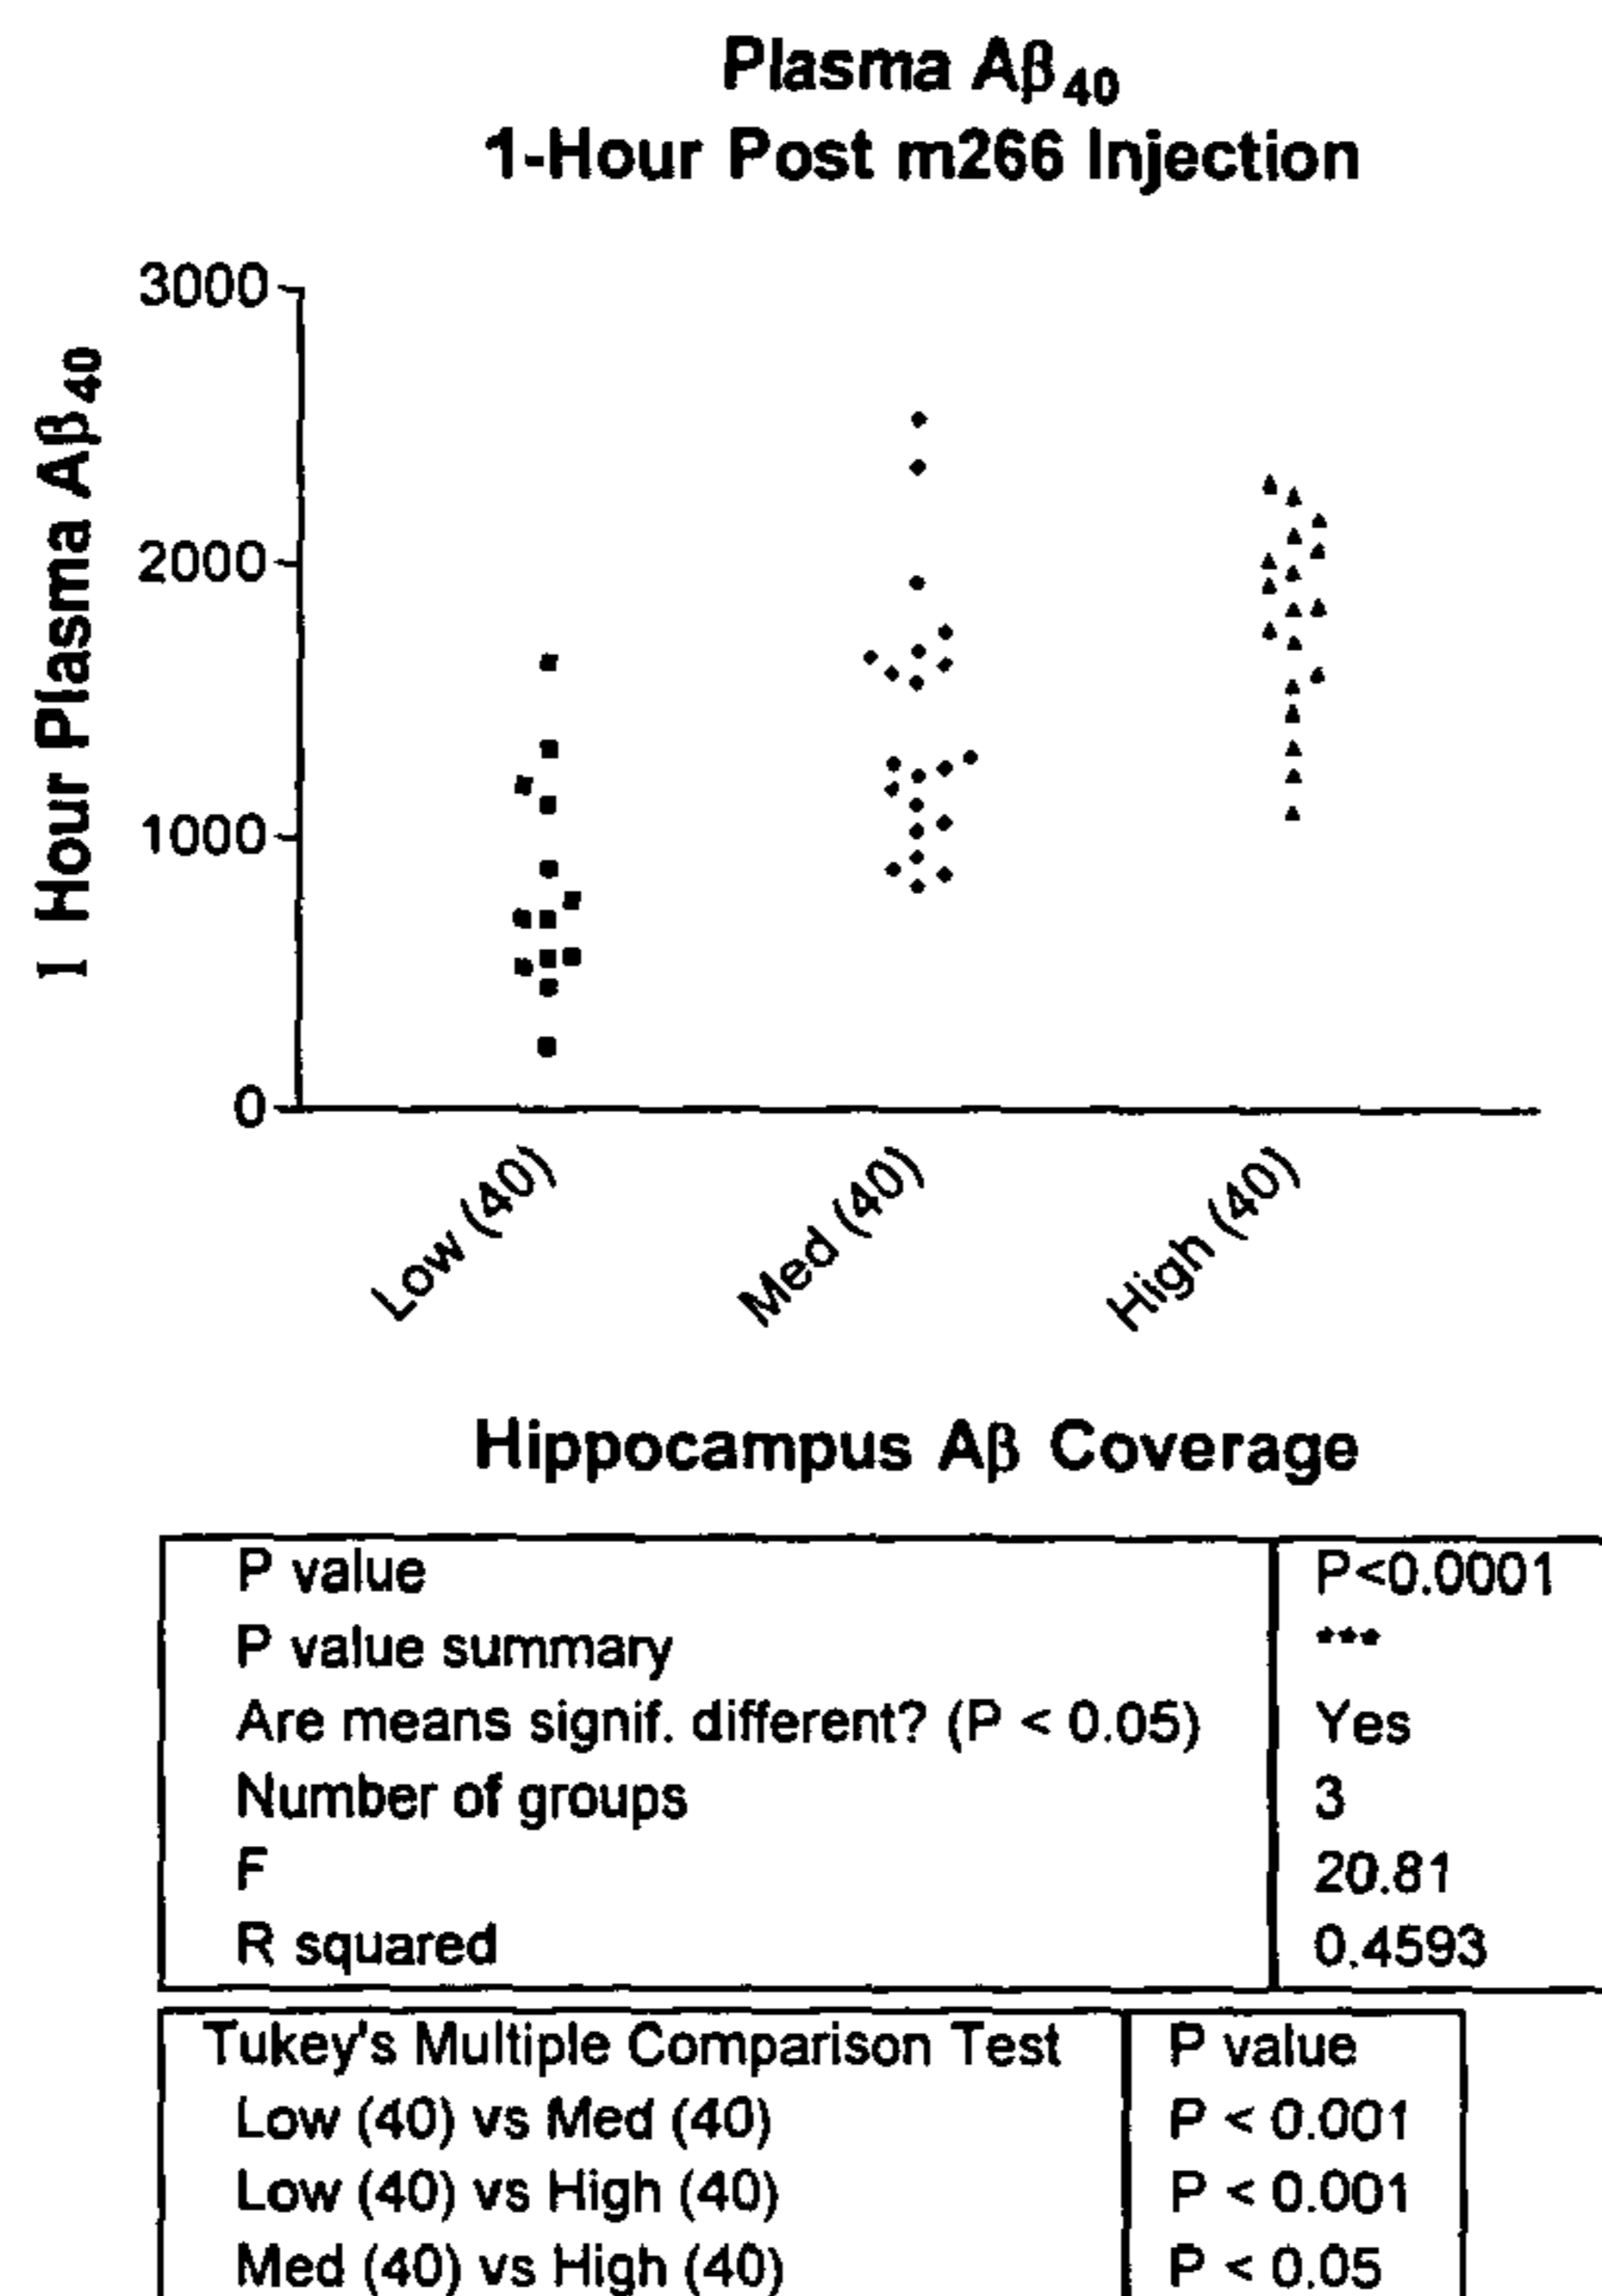 Plasma Aβ40
1-Hour Post m266 Injection
I Hour Plasma Aβ40
3000
2000
1000
0
Low (40)
Med (40)
High (40)
Hippocampus Aβ Coverage
P value P<0.0001
P value summary ***
Are means signif. different? (P < 0.05) Yes
Number of groups 3
F 20.81
R squared 0.4593
Tukey's Multiple Comparison Test P value
Low (40) vs Med (40) P < 0.001
Low (40) vs High (40) P < 0.001
Med (40) vs High (40) P < 0.05